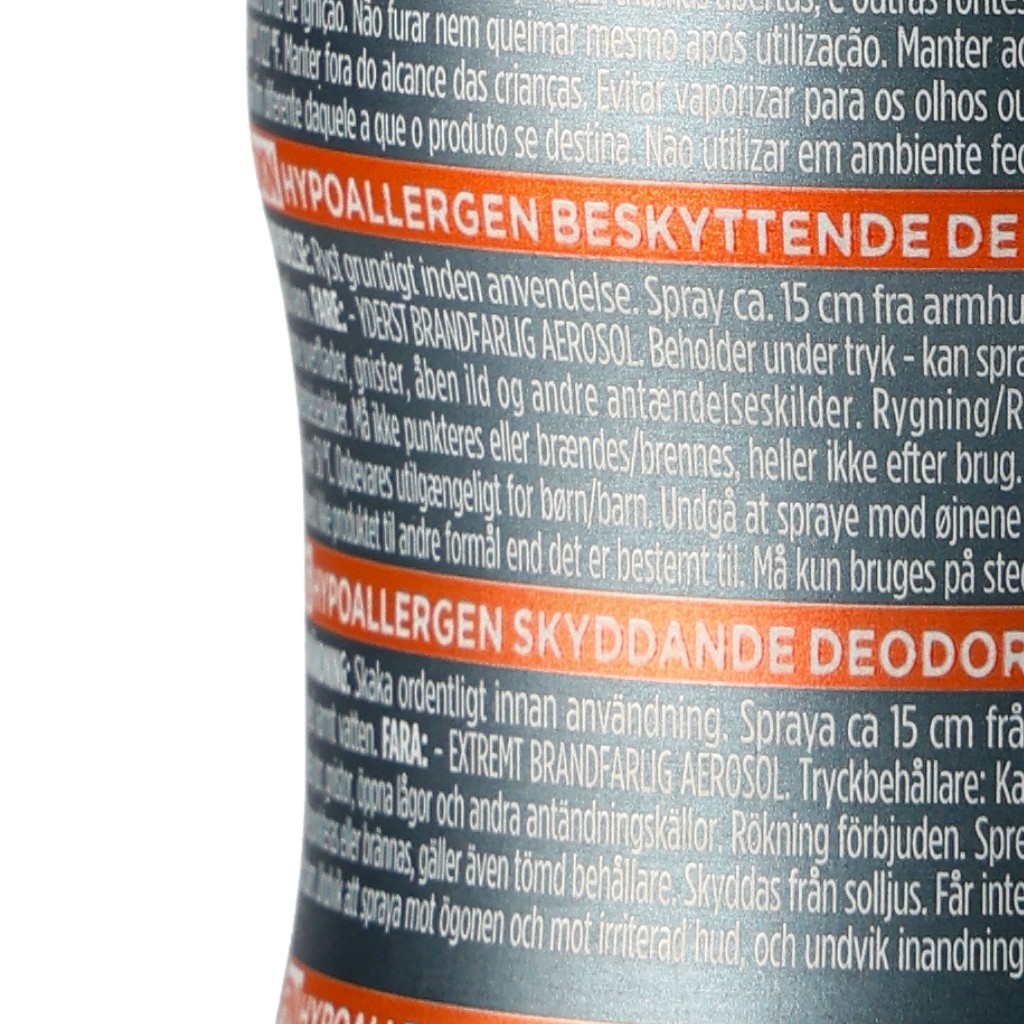 de ignição. Não furar nem queimar mesmo após utilização. Manter
Manter fora do alcance das crianças. Evitar vaporizar para os olhos ou
diferente daquele a que o produto se destina. Não utilizar em ambiente
HYPOALLERGEN BESKYTTENDE DE
Ryst grundigt inden anvendelse. Spray ca. 15 cm fra armhu
FARE: - YDERST BRANDFARLIG AEROSOL. Beholder under tryk - kan
gnister, åben ild og andre antændelseskilder. Rygning/R
Må ikke punkteres eller brændes/brennes, heller ikke efter brug.
Opbevares utilgængeligt for børn/barn. Undgå at spraye mod øjnene
produktet til andre formål end det er bestemt til. Må kun bruges på
HYPOALLERGEN SKYDDANDE DEODOR
Skaka ordentligt innan användning. Spraya ca 15 cm frå
vatten. FARA: - EXTREMT BRANDFARLIG AEROSOL. Tryckbehållare: Ka
öppna lågor och andra antändningskällor. Rökning förbjuden. Spre
eller brännas, gäller även tömd behållare. Skyddas från solljus. Får inte
att spraya mot ögonen och mot irriterad hud, och undvik inandning